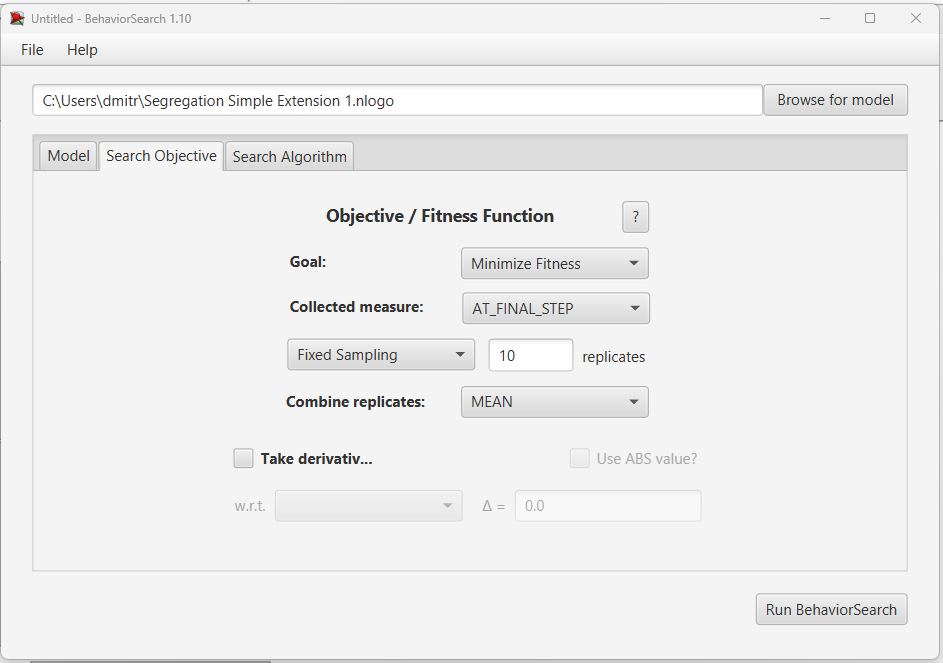 Untitled - BehaviorSearch 1.10
File Help
C:\Users\dmitr\Segregation Simple Extension 1.nlogo Browse for model
Model Search Objective Search Algorithm
Objective / Fitness Function ?
Goal: Minimize Fitness
Collected measure: AT_FINAL_STEP
Fixed Sampling 10 replicates
Combine replicates: MEAN
Take derivativ... Use ABS value?
w.r.t. Δ = 0.0
Run BehaviorSearch